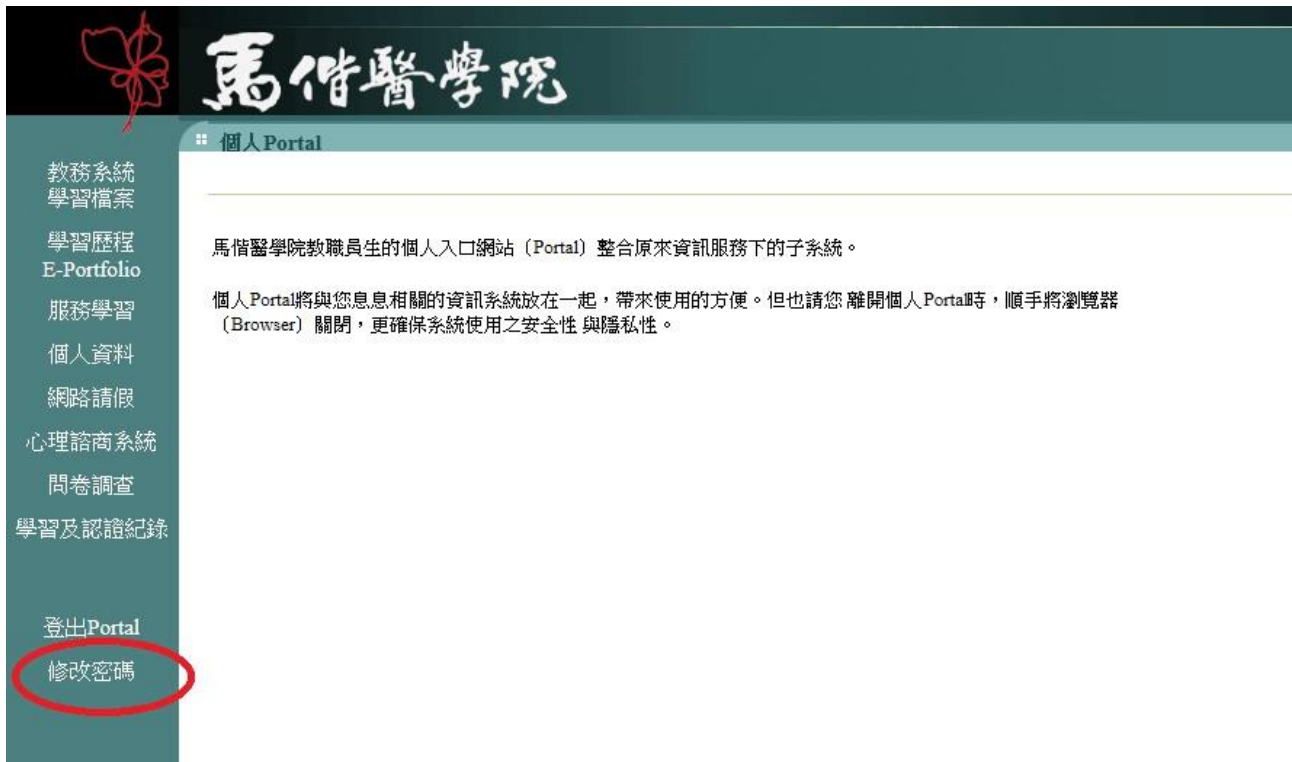 馬偕醫學院
個人Portal
教務系統
學習檔案
學習歷程
E-Portfolio
服務學習
個人資料
網路請假
心理諮商系統
問卷調查
學習及認證紀錄
登出Portal
修改密碼
馬偕醫學院教職員生的個人入口網站（Portal）整合原來資訊服務下的子系統。
個人Portal將與您息息相關的資訊系統放在一起，帶來使用的方便。但也請您 離開個人Portal時，順手將瀏覽器
（Browser）關閉，更確保系統使用之安全性 與隱私性。